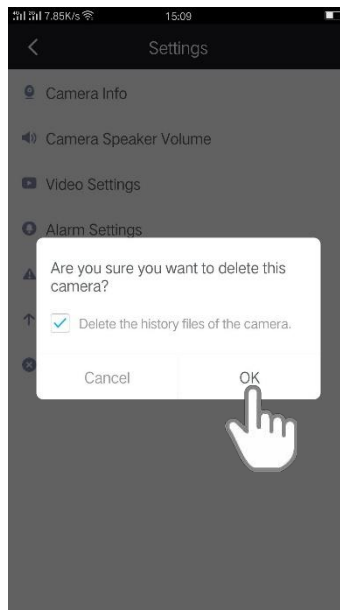 7.85K/s 15:09
Settings
Camera Info
Camera Speaker Volume
Video Settings
Alarm Settings
Are you sure you want to delete this
camera?
Delete the history files of the camera.
Cancel OK